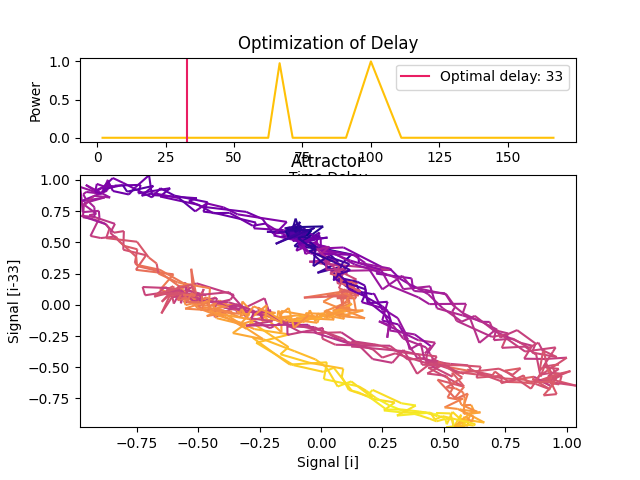 Optimization of Delay
1.0
0.5
0.0
Power
Optimal delay: 33
0 25 50 75 100 125 150
Time Delay
Attractor
1.00
0.75
0.50
0.25
0.00
−0.25
−0.50
−0.75
Signal [i-33]
−0.75 −0.50 −0.25 0.00 0.25 0.50 0.75 1.00
Signal [i]